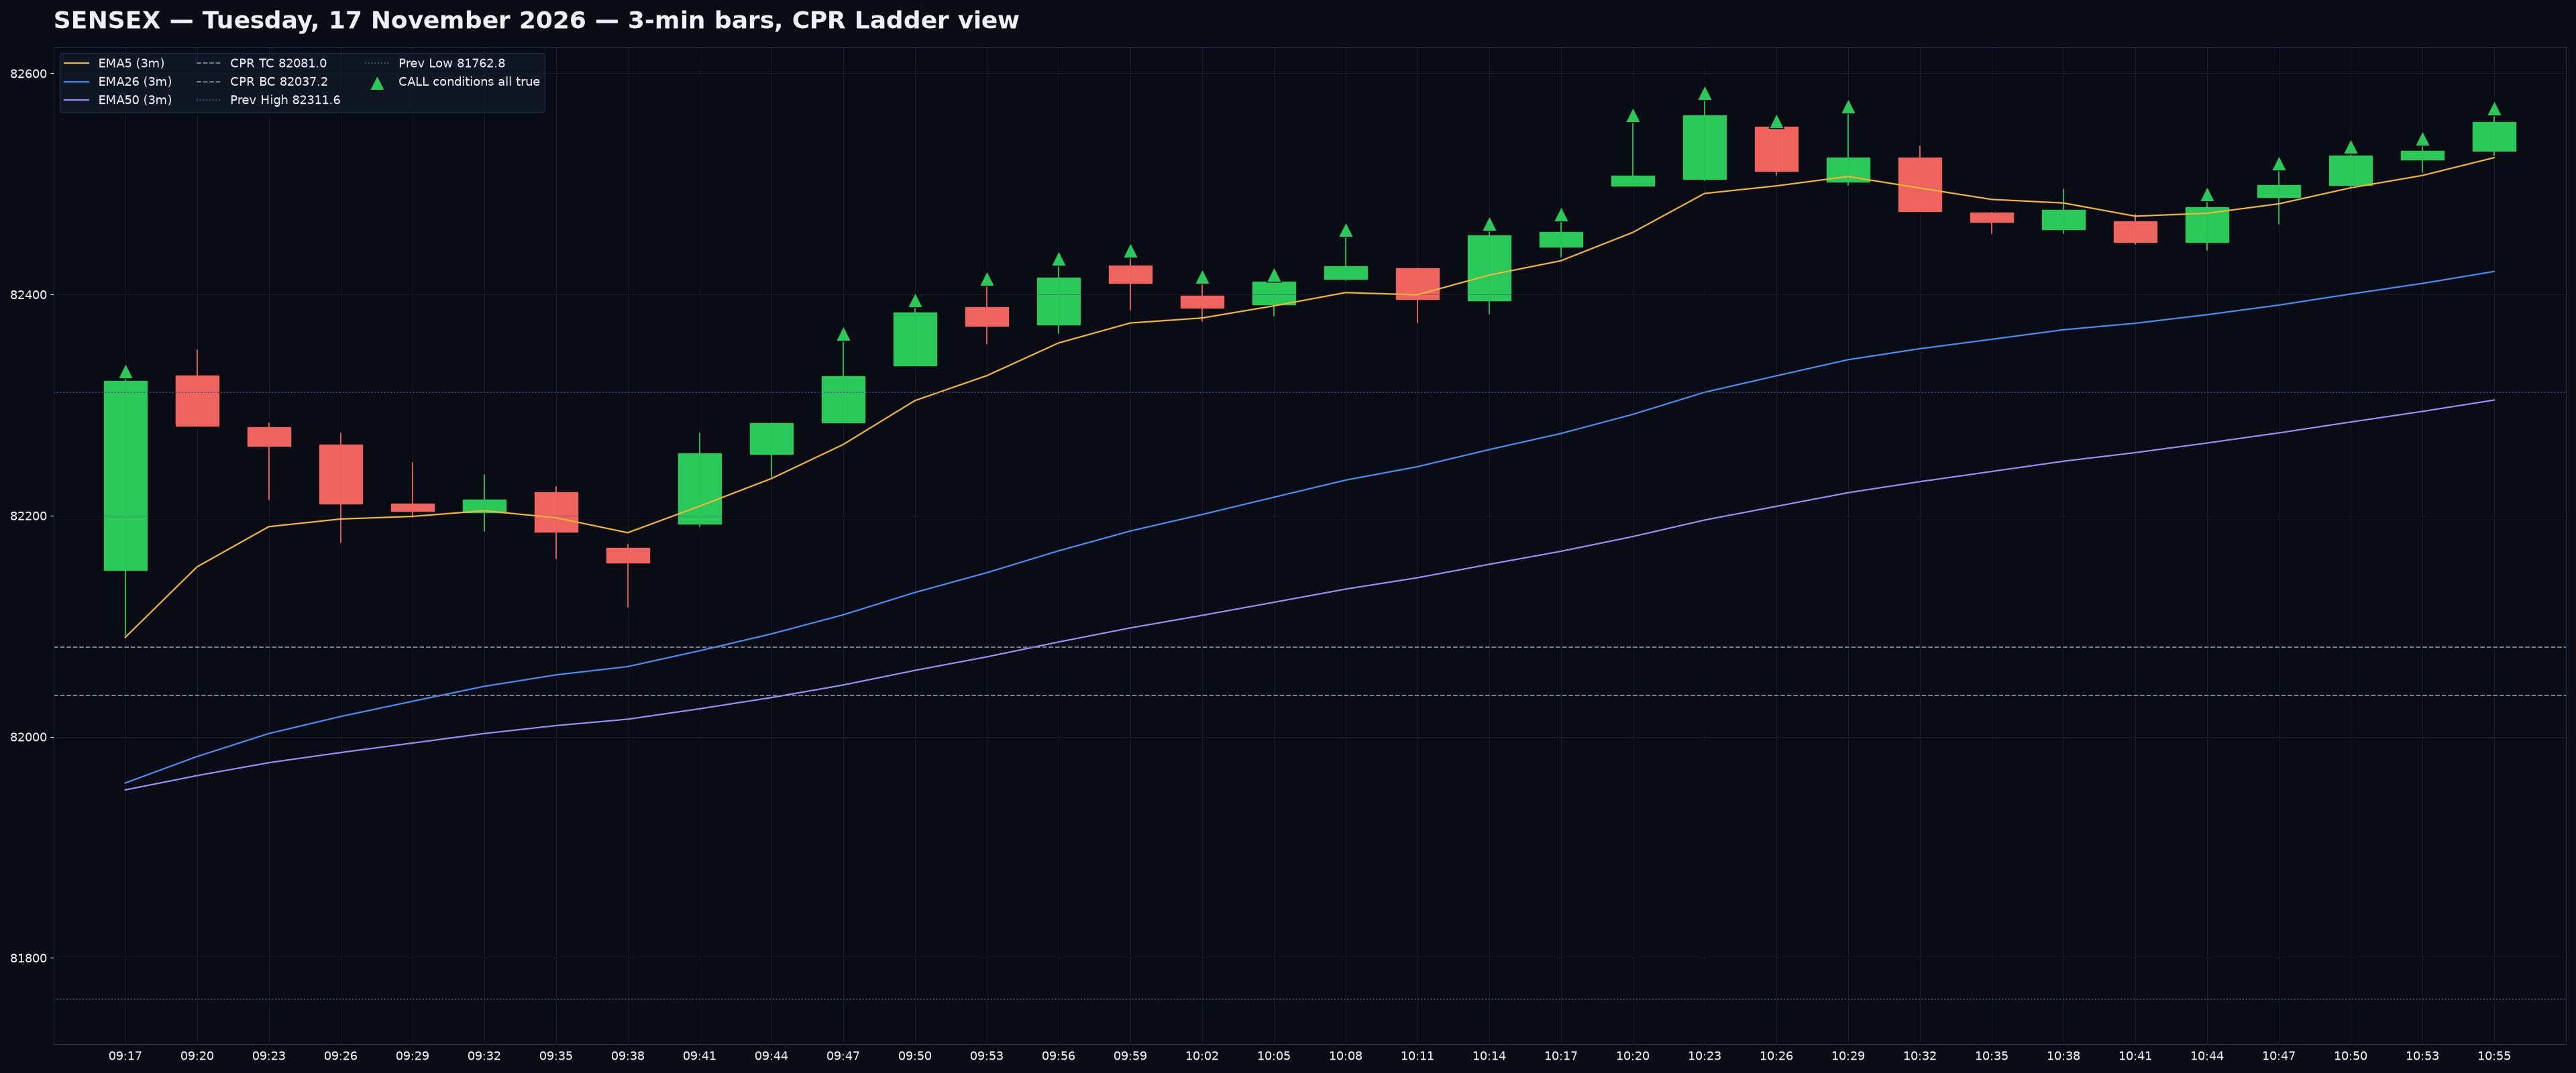 SENSEX — Tuesday, 17 November 2026 — 3-min bars, CPR Ladder view
EMA5 (3m)
EMA26 (3m)
EMA50 (3m)
CPR TC 82081.0
CPR BC 82037.2
Prev High 82311.6
Prev Low 81762.8
CALL conditions all true
82600
82400
82200
82000
81800
09:17 09:20 09:23 09:26 09:29 09:32 09:35 09:38 09:41 09:44 09:47 09:50 09:53 09:56 09:59 10:02 10:05 10:08 10:11 10:14 10:17 10:20 10:23 10:26 10:29 10:32 10:35 10:38 10:41 10:44 10:47 10:50 10:53 10:55